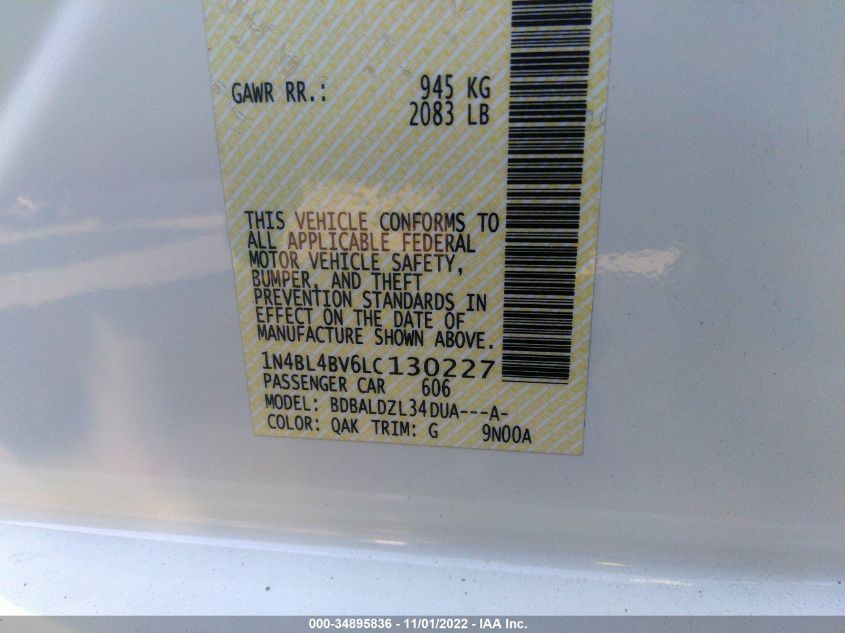 GAWR RR.: 945 KG
2083 LB
THIS VEHICLE CONFORMS TO
ALL APPLICABLE FEDERAL
MOTOR VEHICLE SAFETY,
BUMPER, AND THEFT
PREVENTION STANDARDS IN
EFFECT ON THE DATE OF
MANUFACTURE SHOWN ABOVE.
1N4BL4BV6LC130227
PASSENGER CAR 606
MODEL: BDBALDZL34DUA---A-
COLOR: QAK TRIM: G 9N00A
000-34895836 - 11/01/2022 - IAA Inc.